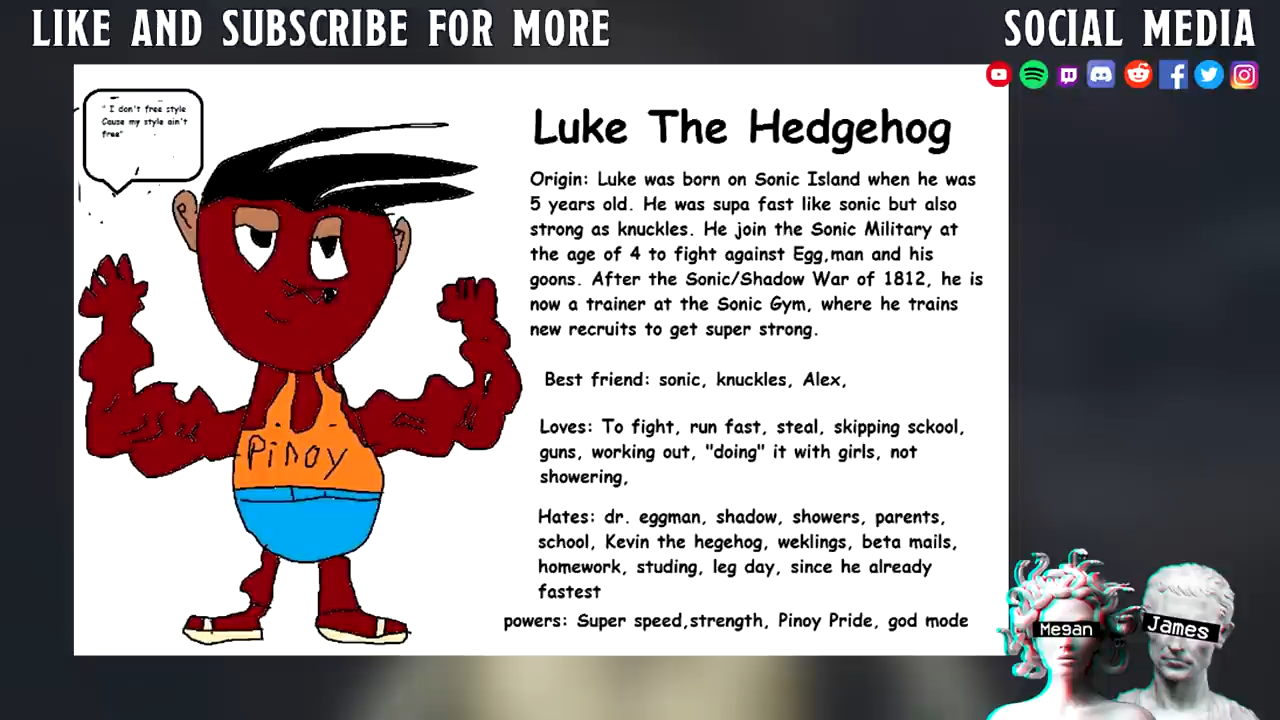 LIKE AND SUBSCRIBE FOR MORE
SOCIAL MEDIA
" I don't free style
Cause my style ain't
free"
Luke The Hedgehog
Origin: Luke was born on Sonic Island when he was
5 years old. He was supa fast like sonic but also
strong as knuckles. He join the Sonic Military at
the age of 4 to fight against Egg,man and his
goons. After the Sonic/Shadow War of 1812, he is
now a trainer at the Sonic Gym, where he trains
new recruits to get super strong.
Best friend: sonic, knuckles, Alex,
Loves: To fight, run fast, steal, skipping sckool,
guns, working out, "doing" it with girls, not
showering,
Hates: dr. eggman, shadow, showers, parents,
school, Kevin the hegehog, weklings, beta mails,
homework, studing, leg day, since he already
fastest
powers: Super speed,strength, Pinoy Pride, god mode
Pinoy
Megan
James